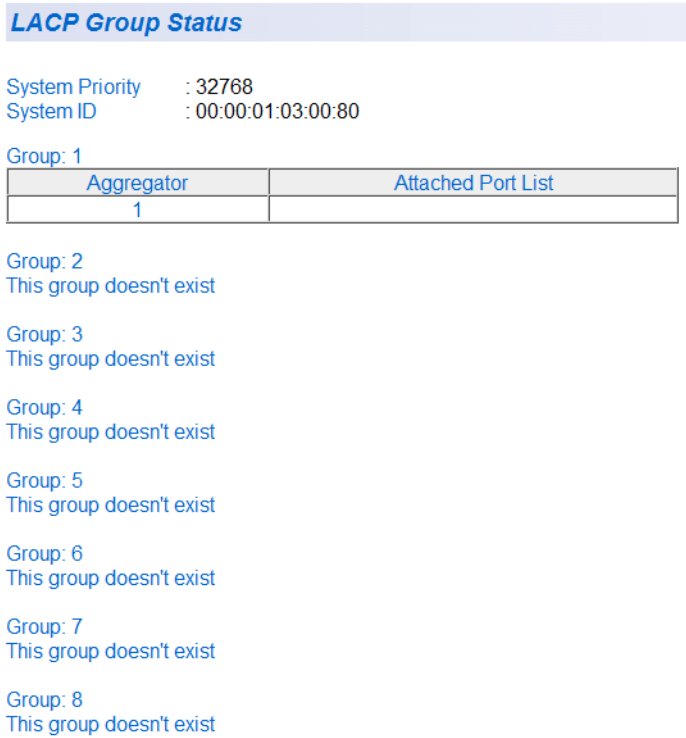 LACP Group Status
System Priority : 32768
System ID : 00:00:01:03:00:80
Group: 1
Aggregator Attached Port List
1
Group: 2
This group doesn't exist
Group: 3
This group doesn't exist
Group: 4
This group doesn't exist
Group: 5
This group doesn't exist
Group: 6
This group doesn't exist
Group: 7
This group doesn't exist
Group: 8
This group doesn't exist